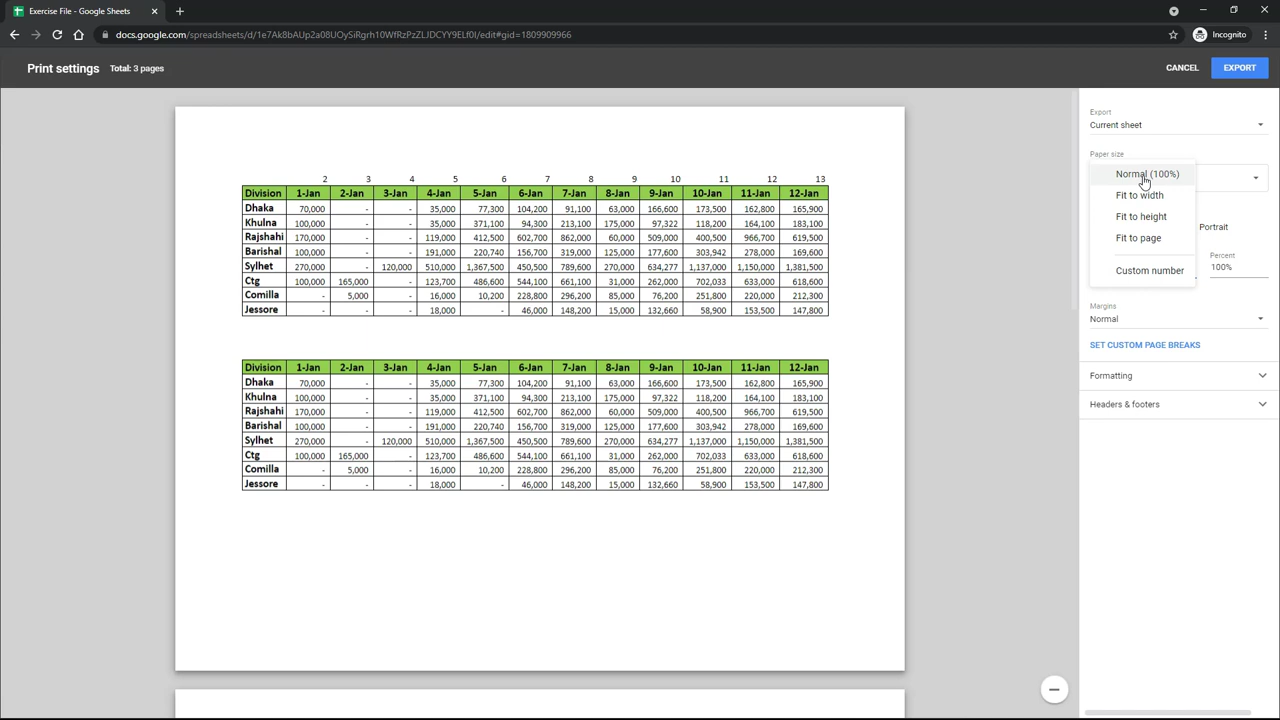 Exercise File - Google Sheets
docs.google.com/spreadsheets/d/1e7Ak8bAUp2a08UOySiRgrh10WfRzPzZLJDCYY9ELf0I/edit#gid=1809909966
Incognito
Print settings Total: 3 pages
CANCEL EXPORT
2 3 4 5 6 7 8 9 10 11 12 13
Division 1-Jan 2-Jan 3-Jan 4-Jan 5-Jan 6-Jan 7-Jan 8-Jan 9-Jan 10-Jan 11-Jan 12-Jan
Dhaka 70,000 - - 35,000 77,300 104,200 91,100 63,000 166,600 173,500 162,800 165,900
Khulna 100,000 - - 35,000 371,100 94,300 213,100 175,000 97,322 118,200 164,100 183,100
Rajshahi 170,000 - - 119,000 412,500 602,700 862,000 60,000 509,000 400,500 966,700 619,500
Barishal 100,000 - - 191,000 220,740 156,700 319,000 125,000 177,600 303,942 278,000 169,600
Sylhet 270,000 - 120,000 510,000 1,367,500 450,500 789,600 270,000 634,277 1,137,000 1,150,000 1,381,500
Ctg 100,000 165,000 - 123,700 486,600 544,100 661,100 31,000 262,000 702,033 633,000 618,600
Comilla - 5,000 - 16,000 10,200 228,800 296,200 85,000 76,200 251,800 220,000 212,300
Jessore - - - 18,000 - 46,000 148,200 15,000 132,660 58,900 153,500 147,800
Division 1-Jan 2-Jan 3-Jan 4-Jan 5-Jan 6-Jan 7-Jan 8-Jan 9-Jan 10-Jan 11-Jan 12-Jan
Dhaka 70,000 - - 35,000 77,300 104,200 91,100 63,000 166,600 173,500 162,800 165,900
Khulna 100,000 - - 35,000 371,100 94,300 213,100 175,000 97,322 118,200 164,100 183,100
Rajshahi 170,000 - - 119,000 412,500 602,700 862,000 60,000 509,000 400,500 966,700 619,500
Barishal 100,000 - - 191,000 220,740 156,700 319,000 125,000 177,600 303,942 278,000 169,600
Sylhet 270,000 - 120,000 510,000 1,367,500 450,500 789,600 270,000 634,277 1,137,000 1,150,000 1,381,500
Ctg 100,000 165,000 - 123,700 486,600 544,100 661,100 31,000 262,000 702,033 633,000 618,600
Comilla - 5,000 - 16,000 10,200 228,800 296,200 85,000 76,200 251,800 220,000 212,300
Jessore - - - 18,000 - 46,000 148,200 15,000 132,660 58,900 153,500 147,800
Export
Current sheet
Paper size
Normal (100%)
Fit to width
Fit to height
Portrait
Fit to page
Percent
100%
Custom number
Margins
Normal
SET CUSTOM PAGE BREAKS
Formatting
Headers & footers